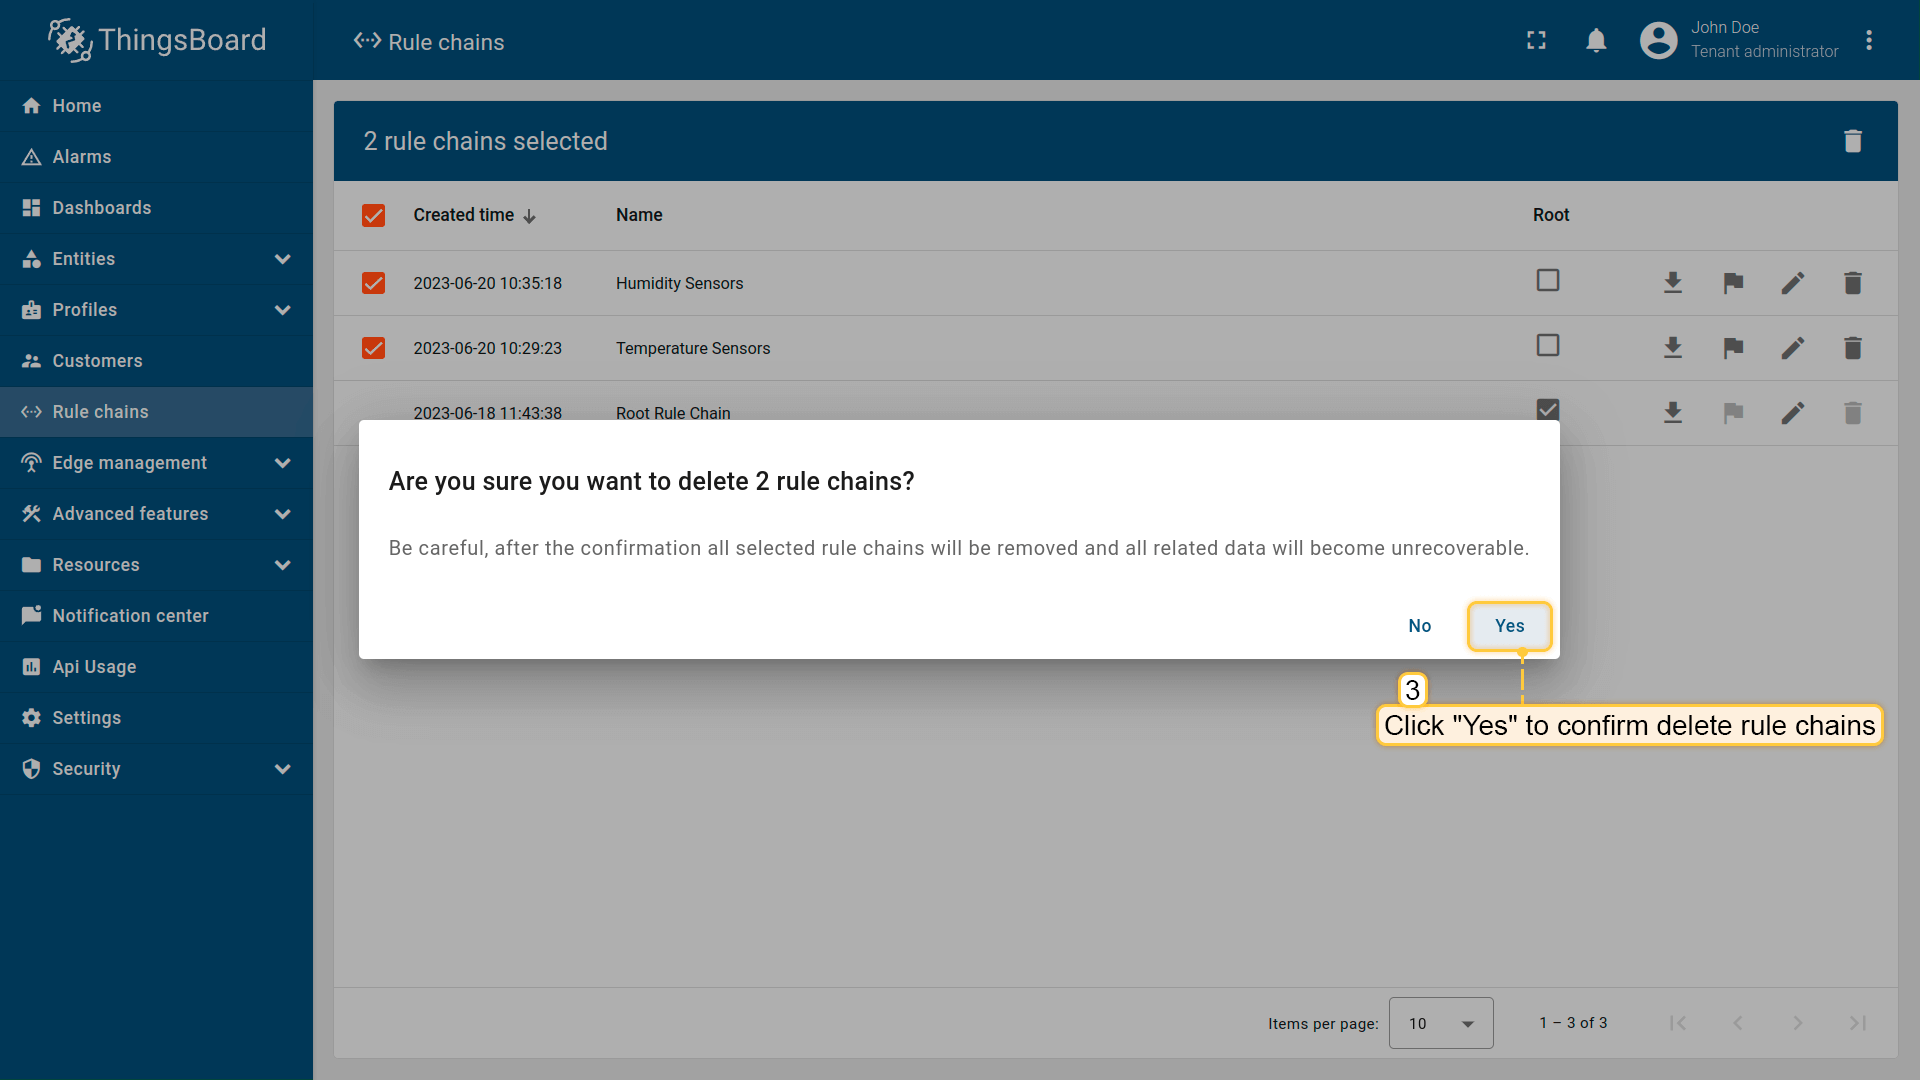 ThingsBoard
Rule chains
John Doe
Tenant administrator
Home
Alarms
Dashboards
Entities
Profiles
Customers
Rule chains
Edge management
Advanced features
Resources
Notification center
Api Usage
Settings
Security
2 rule chains selected
Created time Name Root
2023-06-20 10:35:18 Humidity Sensors
2023-06-20 10:29:23 Temperature Sensors
2023-06-18 11:43:38 Root Rule Chain
Are you sure you want to delete 2 rule chains?
Be careful, after the confirmation all selected rule chains will be removed and all related data will become unrecoverable.
No Yes
3
Click "Yes" to confirm delete rule chains
Items per page: 10 1 – 3 of 3